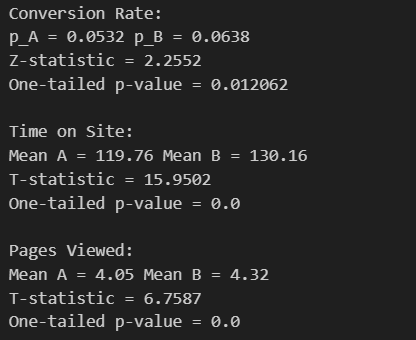 Conversion Rate:
p_A = 0.0532 p_B = 0.0638
Z-statistic = 2.2552
One-tailed p-value = 0.012062
Time on Site:
Mean A = 119.76 Mean B = 130.16
T-statistic = 15.9502
One-tailed p-value = 0.0
Pages Viewed:
Mean A = 4.05 Mean B = 4.32
T-statistic = 6.7587
One-tailed p-value = 0.0